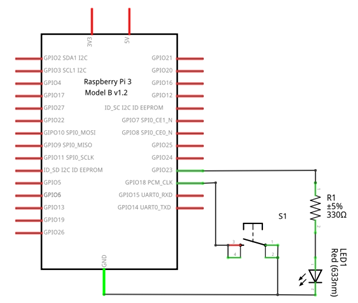 3V3
5V
GPIO2 SDA1 I2C
GPIO3 SCL1 I2C
GPIO4
GPIO17
GPIO27
GPIO22
GPIO10 SPI0_MOSI
GPIO9 SPI0_MISO
GPIO11 SPI0_SCLK
ID_SD I2C ID EEPROM
GPIO5
GPIO6
GPIO13
GPIO19
GPIO26
Raspberry Pi 3
Model B v1.2
GPIO21
GPIO20
GPIO16
GPIO12
ID_SC I2C ID EEPROM
GPIO7 SPI0_CE1_N
GPIO8 SPI0_CE0_N
GPIO25
GPIO24
GPIO23
GPIO18 PCM_CLK
GPIO15 UART0_RXD
GPIO14 UART0_TXD
GND
S1
R1
±5%
330Ω
LED1
Red (633nm)